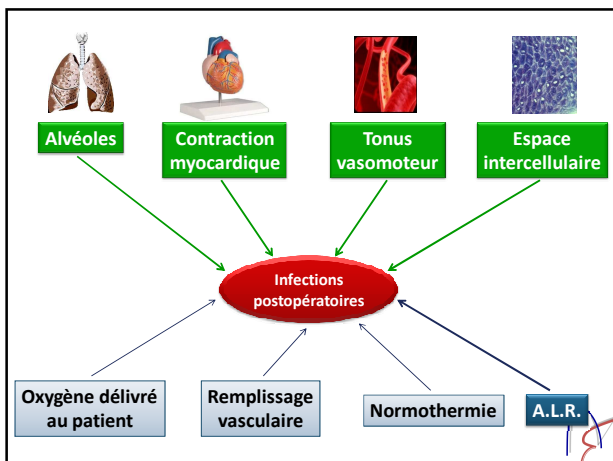 Alvéoles
Contraction
myocardique
Tonus
vasomoteur
Espace
intercellulaire
Infections
postopératoires
Oxygène délivré
au patient
Remplissage
vasculaire
Normothermie
A.L.R.